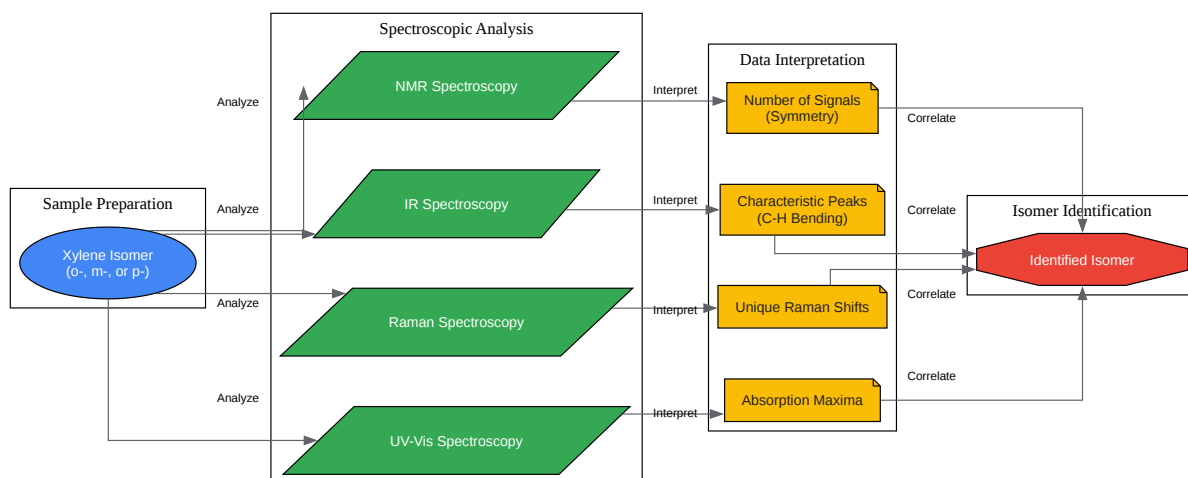 Sample Preparation
Xylene Isomer
(o-, m-, or p-)
Analyze
Analyze
Analyze
Analyze
Spectroscopic Analysis
NMR Spectroscopy
IR Spectroscopy
Raman Spectroscopy
UV-Vis Spectroscopy
Interpret
Interpret
Interpret
Interpret
Data Interpretation
Number of Signals
(Symmetry)
Characteristic Peaks
(C-H Bending)
Unique Raman Shifts
Absorption Maxima
Correlate
Correlate
Correlate
Correlate
Isomer Identification
Identified Isomer